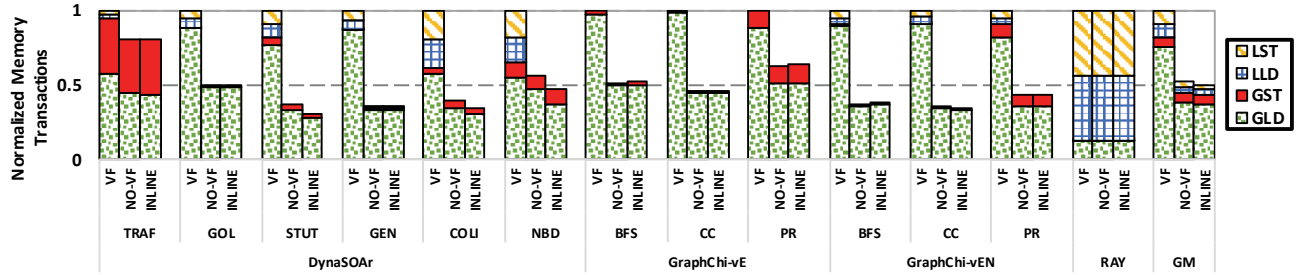 Normalized Memory
Transactions
1
0.5
0
VF NO-VF INLINE VF NO-VF INLINE VF NO-VF INLINE VF NO-VF INLINE VF NO-VF INLINE VF NO-VF INLINE VF NO-VF INLINE VF NO-VF INLINE VF NO-VF INLINE VF NO-VF INLINE VF NO-VF INLINE VF NO-VF INLINE VF NO-VF INLINE VF NO-VF INLINE
TRAF GOL STUT GEN COLI NBD BFS CC PR BFS CC PR
DynaSOAr GraphChi-vE GraphChi-vEN RAY GM
LST
LLD
GST
GLD